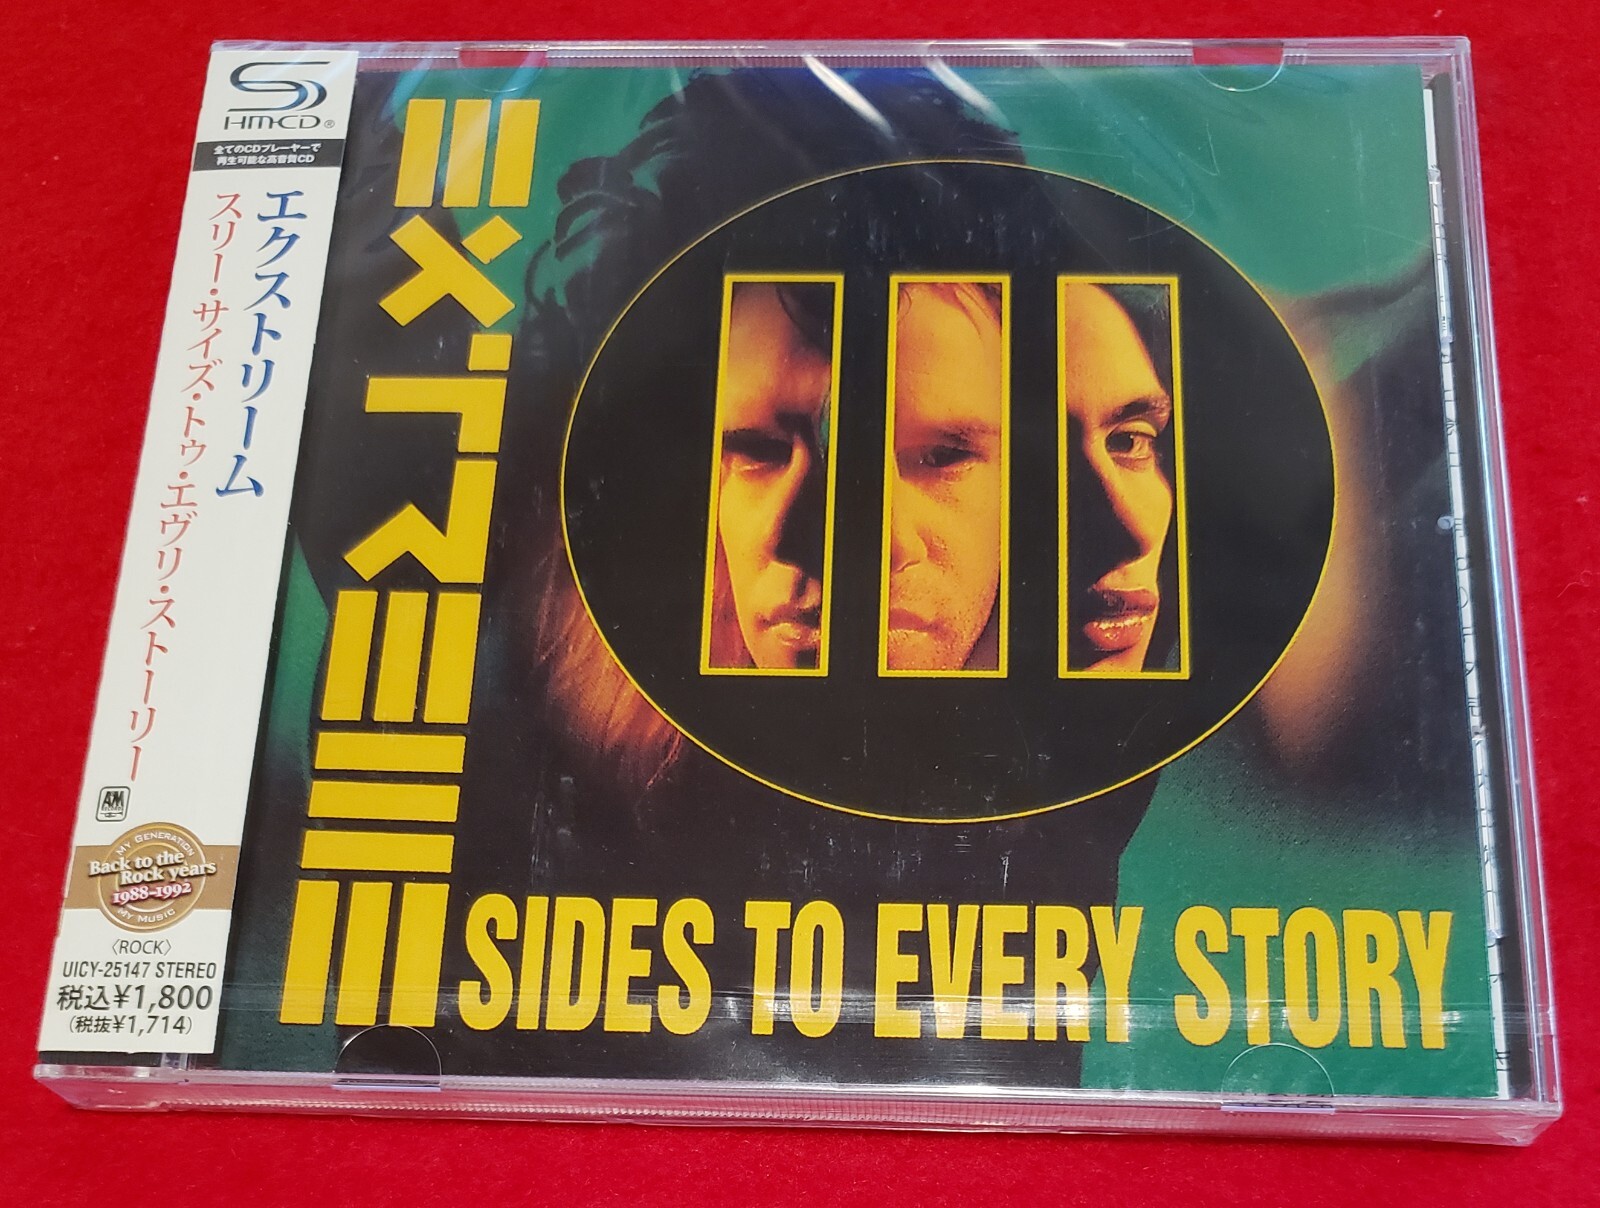 SHM-CD®
全てのCDプレーヤーで
再生可能な高音質CD
エクストリーム
スリー・サイズ・トゥ・エヴリ・ストーリー
A&M
MY GENERATION
Back to the
Rock years
1988-1992
MY MUSIC
〈ROCK〉
UICY-25147 STEREO
税込¥1,800
(税抜¥1,714)
EXTREME
III
SIDES TO EVERY STORY